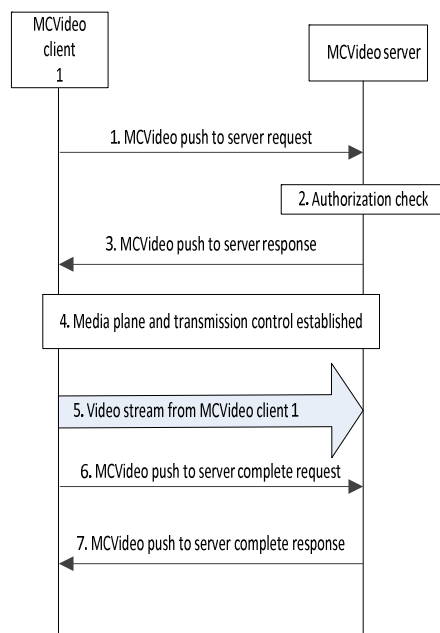 MCVideo
client
1
MCVideo server
1. MCVideo push to server request
2. Authorization check
3. MCVideo push to server response
4. Media plane and transmission control established
5. Video stream from MCVideo client 1
6. MCVideo push to server complete request
7. MCVideo push to server complete response